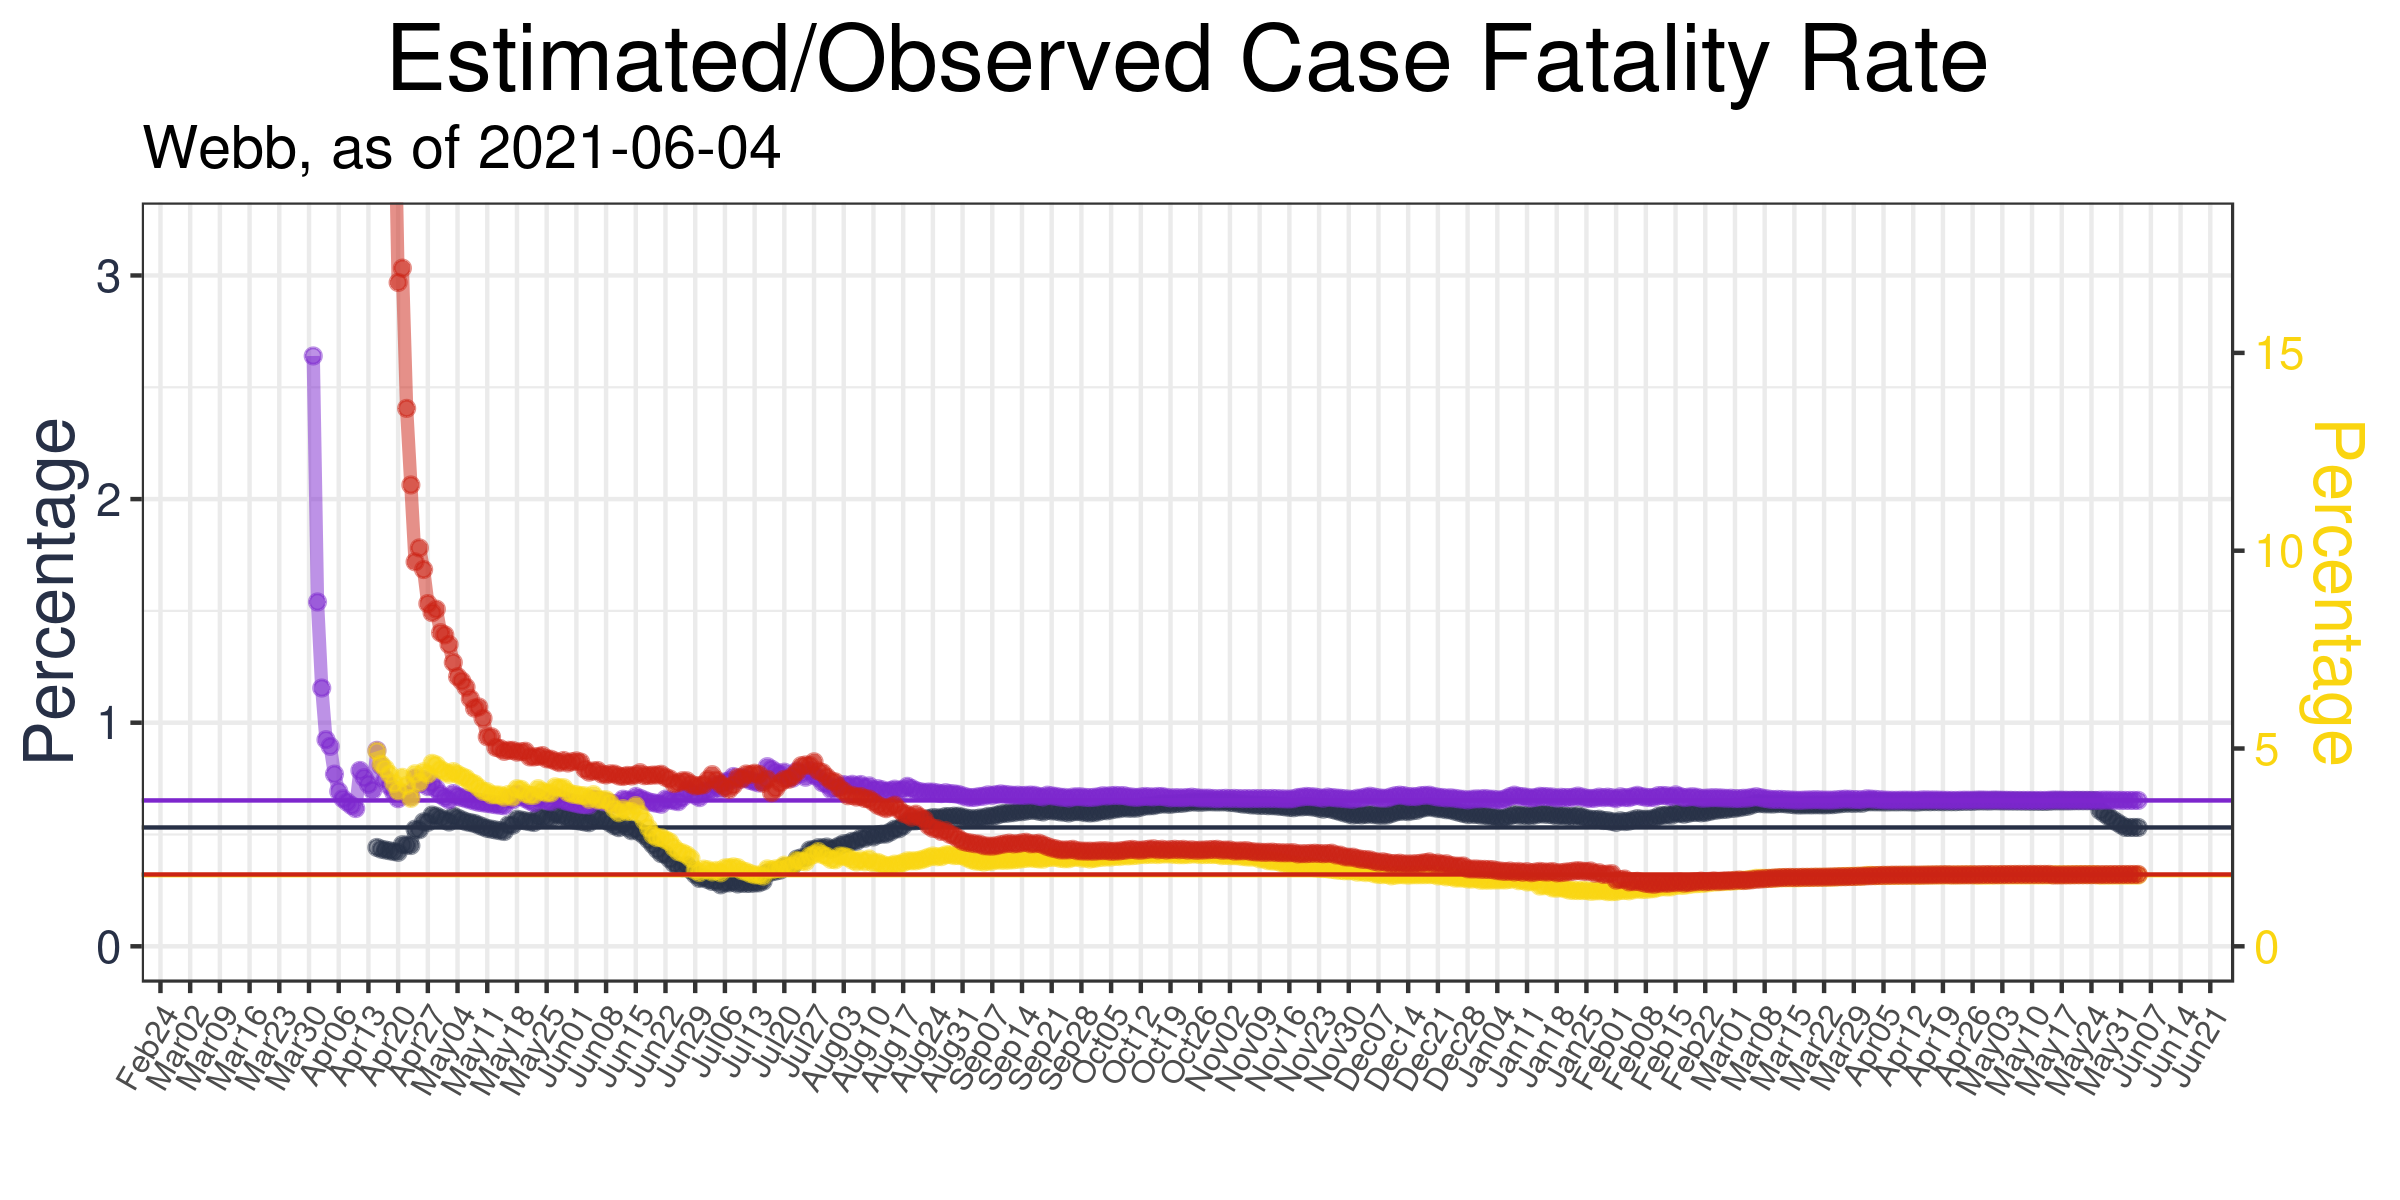 Estimated/Observed Case Fatality Rate
Webb, as of 2021-06-04
Percentage
3
2
1
0
15
10
5
0
Percentage
Feb24
Mar02
Mar09
Mar16
Mar23
Mar30
Apr06
Apr13
Apr20
Apr27
May04
May11
May18
May25
Jun01
Jun08
Jun15
Jun22
Jun29
Jul06
Jul13
Jul20
Jul27
Aug03
Aug10
Aug17
Aug24
Aug31
Sep07
Sep14
Sep21
Sep28
Oct05
Oct12
Oct19
Oct26
Nov02
Nov09
Nov16
Nov23
Nov30
Dec07
Dec14
Dec21
Dec28
Jan04
Jan11
Jan18
Jan25
Feb01
Feb08
Feb15
Feb22
Mar01
Mar08
Mar15
Mar22
Mar29
Apr05
Apr12
Apr19
Apr26
May03
May10
May17
May24
May31
Jun07
Jun14
Jun21